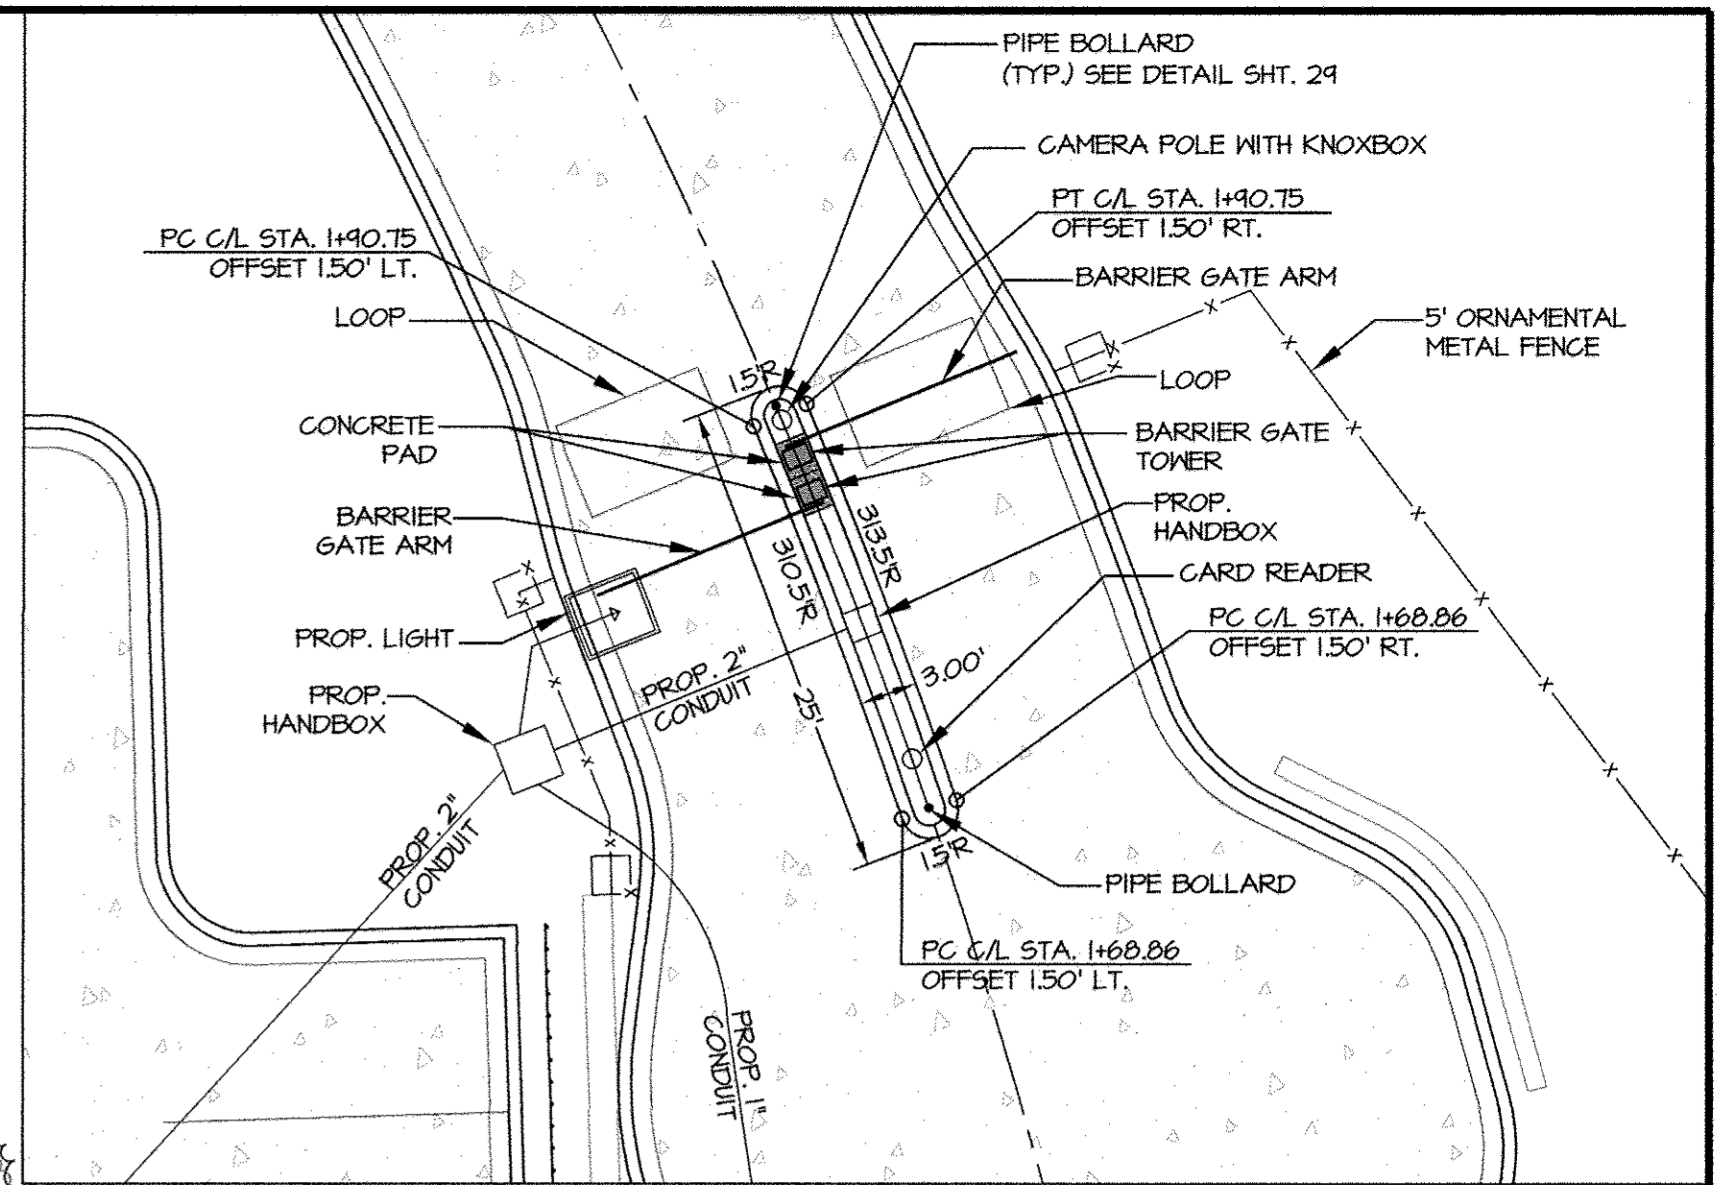 PIPE BOLLARD
(TYP.) SEE DETAIL SHT. 29
CAMERA POLE WITH KNOXBOX
PT C/L STA. 1+90.75
OFFSET 1.50' RT.
PC C/L STA. 1+90.75
OFFSET 1.50' LT.
BARRIER GATE ARM
LOOP
5' ORNAMENTAL
METAL FENCE
1.5'R
LOOP
CONCRETE
PAD
BARRIER GATE
TOWER
BARRIER
GATE ARM
PROP.
HANDBOX
313.5'R
310.5'R
CARD READER
PROP. LIGHT
PC C/L STA. 1+68.86
OFFSET 1.50' RT.
PROP. 2"
CONDUIT
3.00'
25'
PROP.
HANDBOX
PROP. 2"
CONDUIT
1.5'R
PIPE BOLLARD
PC C/L STA. 1+68.86
OFFSET 1.50' LT.
PROP. 1"
CONDUIT